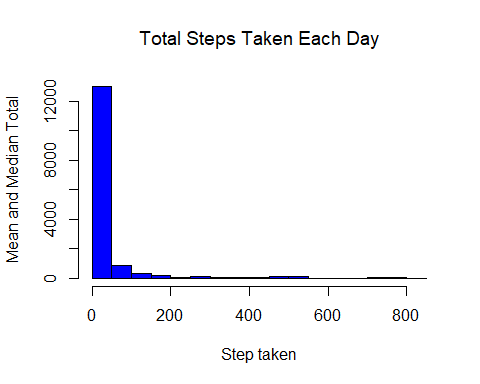 Total Steps Taken Each Day
Mean and Median Total
12000
8000
4000
0
0 200 400 600 800
Step taken